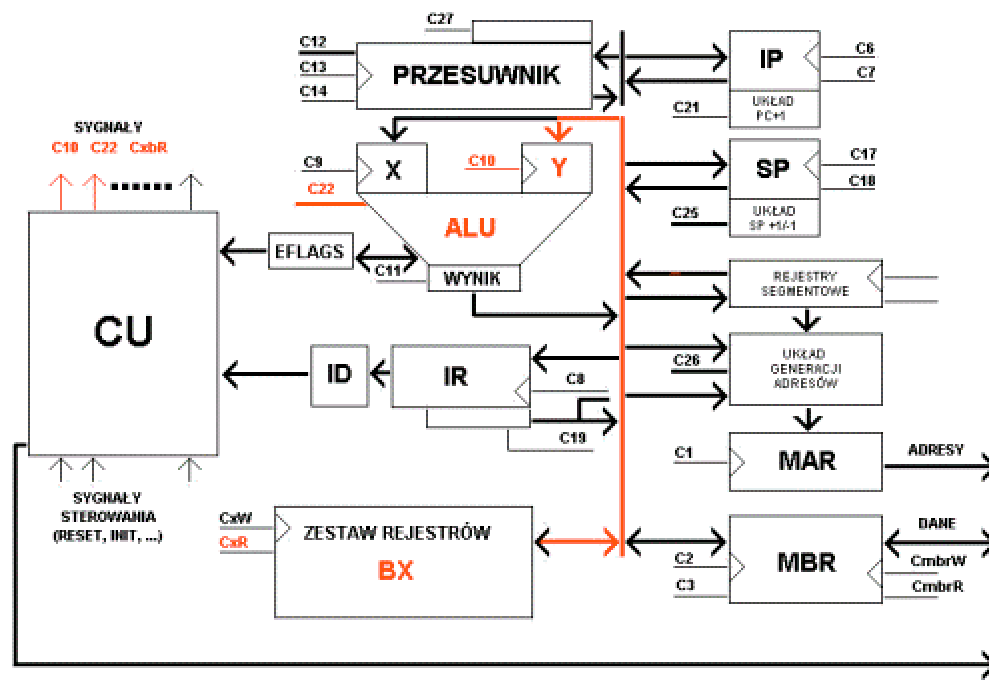 C27
C12
C13
C14
PRZESUWNIK
IP
C6
C7
C21
UKŁAD
PC+1
SYGNAŁY
C10 C22 CxbR
C9
X
C10
Y
C22
ALU
SP
C17
C18
C25
UKŁAD
SP +1/-1
EFLAGS
C11
WYNIK
REJESTRY
SEGMENTOWE
CU
ID
IR
C8
C19
C26
UKŁAD
GENERACJI
ADRESÓW
C1
MAR
ADRESY
SYGNAŁY
STEROWANIA
(RESET, INIT, ...)
CxW
CxR
ZESTAW REJESTRÓW
BX
C2
C3
MBR
DANE
CmbrW
CmbrR